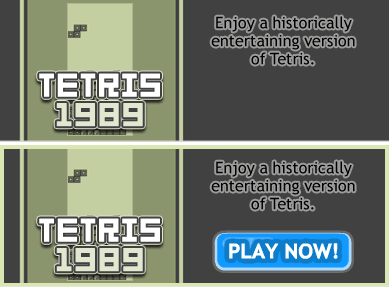 TETRIS
1989
Enjoy a historically
entertaining version
of Tetris.
TETRIS
1989
Enjoy a historically
entertaining version
of Tetris.
PLAY NOW!